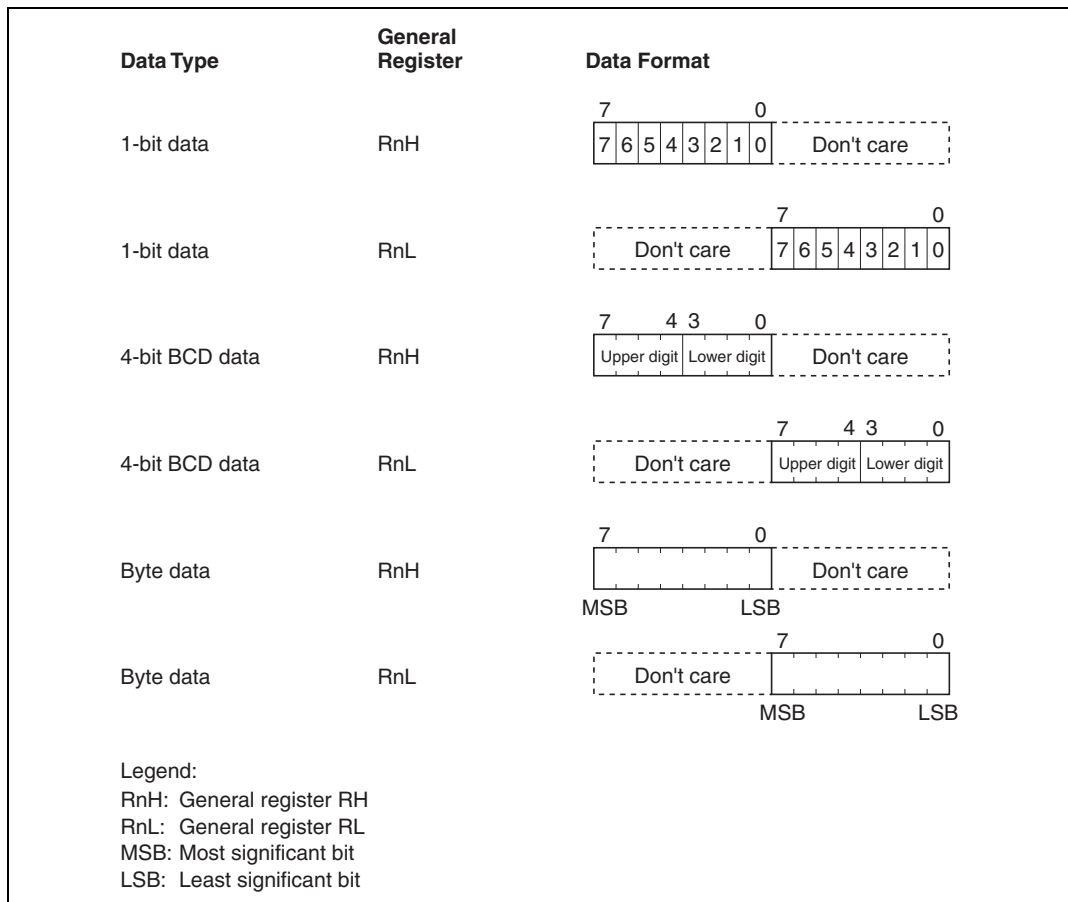 Data Type General Register Data Format
7 0
1-bit data RnH 7 6 5 4 3 2 1 0 Don't care
7 0
1-bit data RnL Don't care 7 6 5 4 3 2 1 0
7 4 3 0
4-bit BCD data RnH Upper digit Lower digit Don't care
7 4 3 0
4-bit BCD data RnL Don't care Upper digit Lower digit
7 0
Byte data RnH Don't care
MSB LSB
7 0
Byte data RnL Don't care
MSB LSB
Legend:
RnH: General register RH
RnL: General register RL
MSB: Most significant bit
LSB: Least significant bit